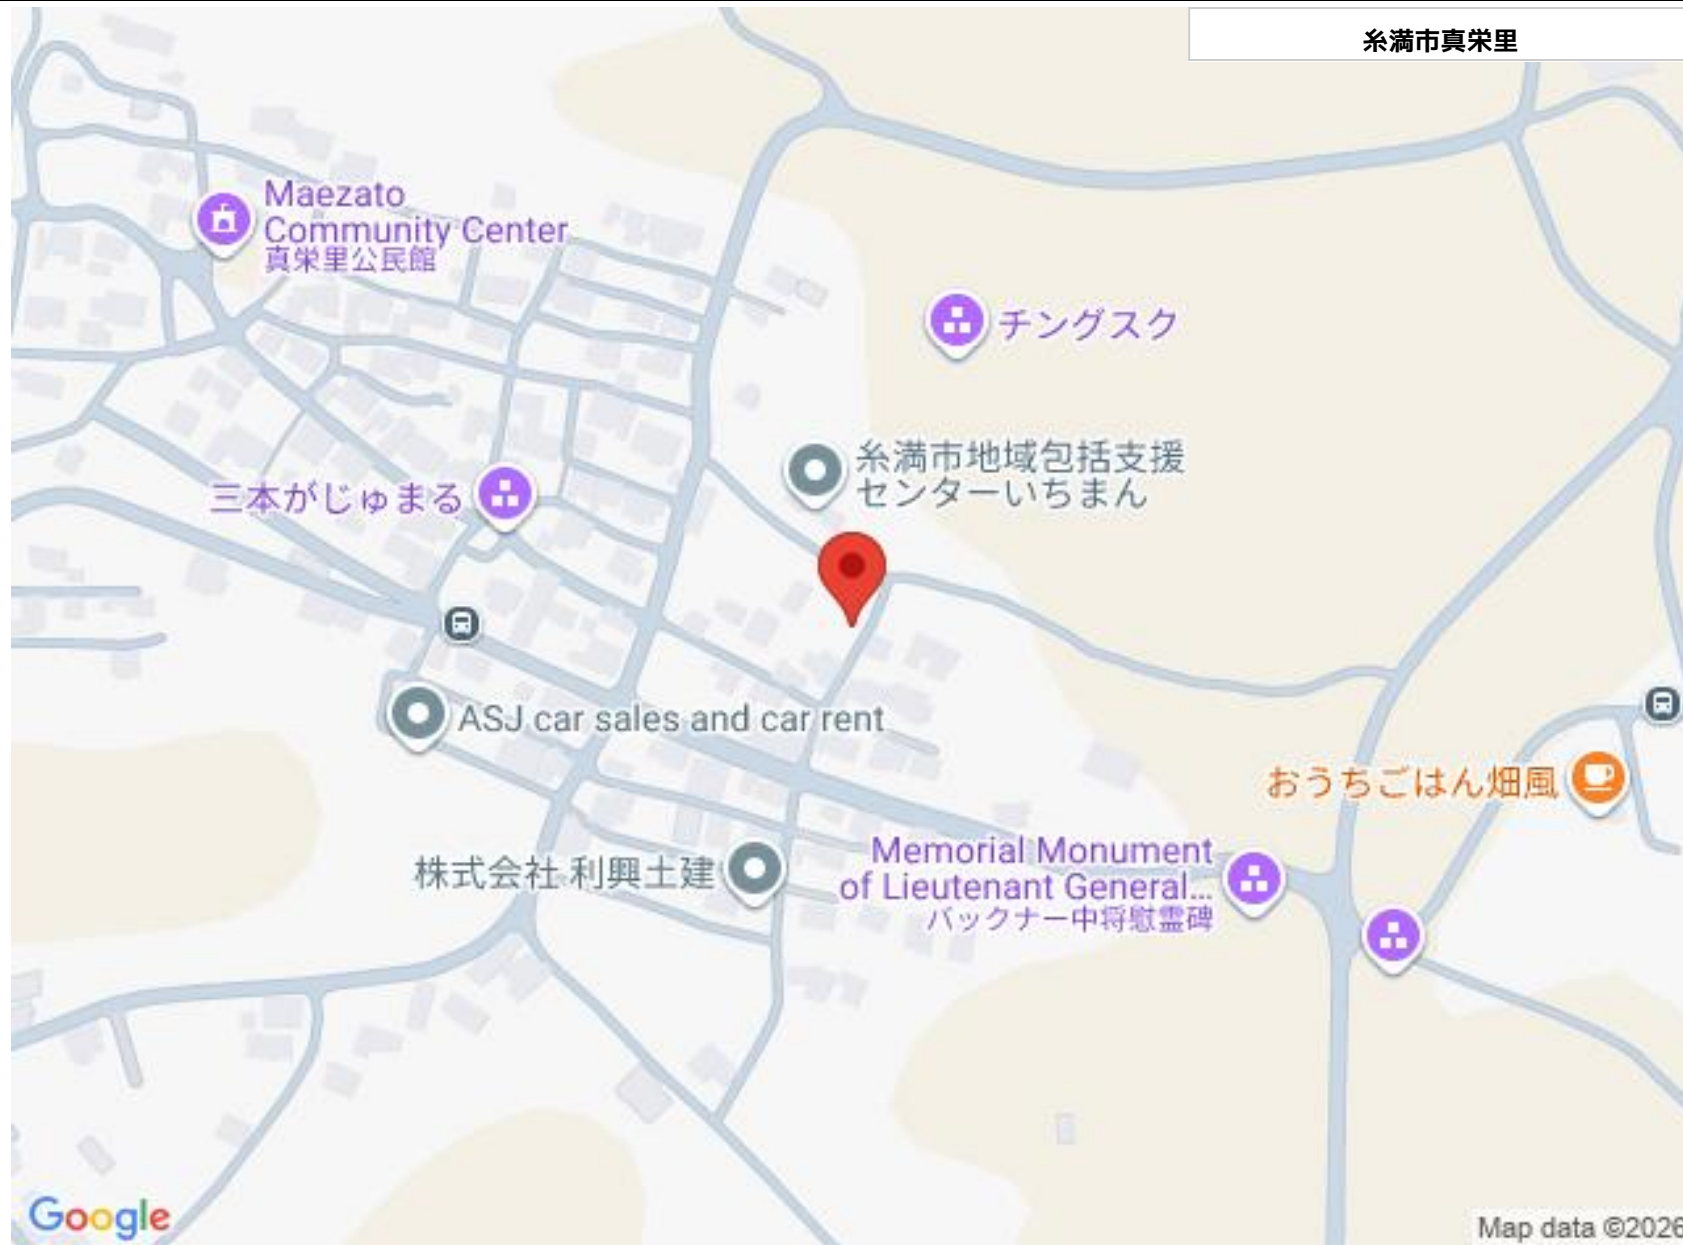 糸満市真栄里
Maezato
Community Center
真栄里公民館
チングスク
糸満市地域包括支援
センターいちまん
三本がじゅまる
ASJ car sales and car rent
おうちごはん畑風
株式会社 利興土建
Memorial Monument
of Lieutenant General...
バックナー中将慰霊碑
Google
Map data ©2026